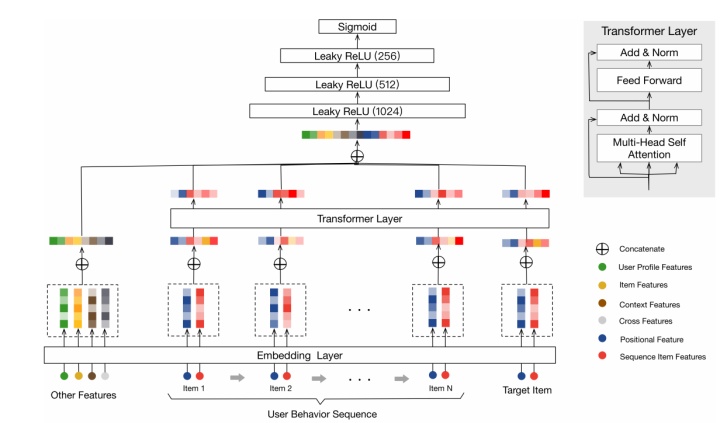 Sigmoid
Leaky ReLU (256)
Leaky ReLU (512)
Leaky ReLU (1024)
Transformer Layer
Embedding Layer
Other Features
Item 1
Item 2
. . .
. . .
Item N
Target Item
User Behavior Sequence
Transformer Layer
Add & Norm
Feed Forward
Add & Norm
Multi-Head Self
Attention
Concatenate
User Profile Features
Item Features
Context Features
Cross Features
Positional Feature
Sequence Item Features